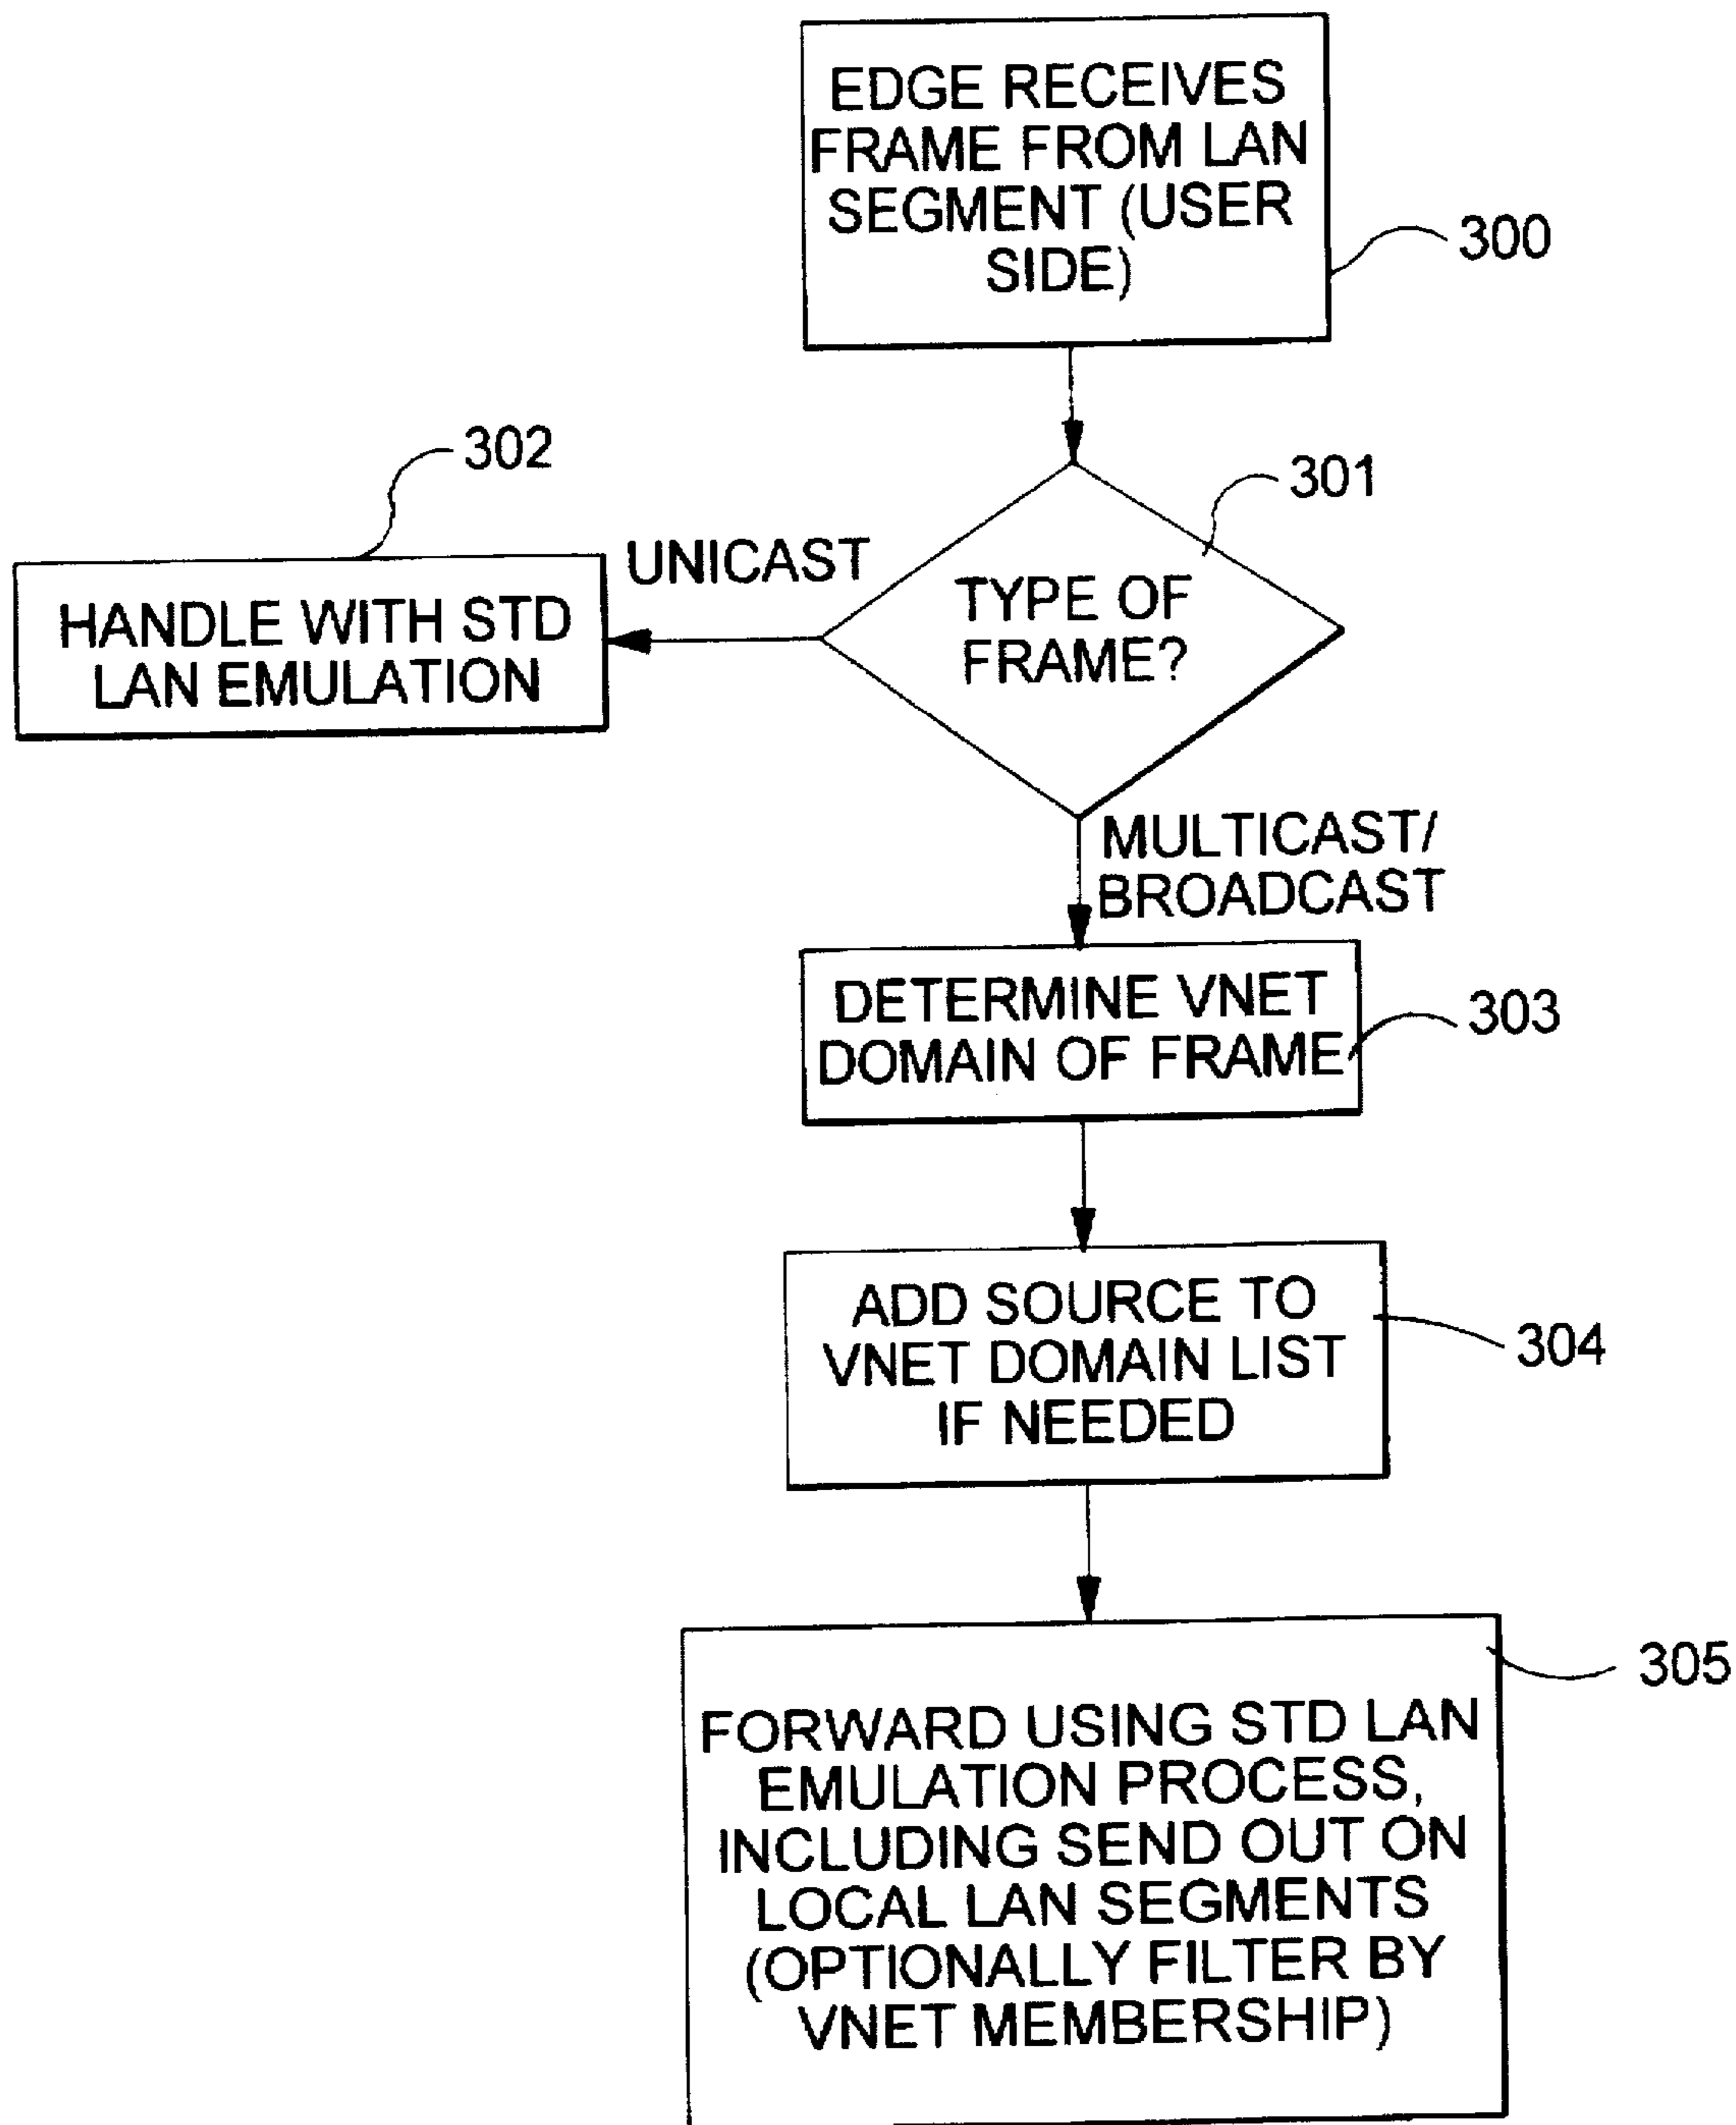 EDGE RECEIVES
FRAME FROM LAN
SEGMENT (USER
SIDE)
300
302
301
UNICAST
HANDLE WITH STD
LAN EMULATION
TYPE OF
FRAME?
MULTICAST/
BROADCAST
DETERMINE VNET
DOMAIN OF FRAME
303
ADD SOURCE TO
VNET DOMAIN LIST
IF NEEDED
304
305
FORWARD USING STD LAN
EMULATION PROCESS,
INCLUDING SEND OUT ON
LOCAL LAN SEGMENTS
(OPTIONALLY FILTER BY
VNET MEMBERSHIP)